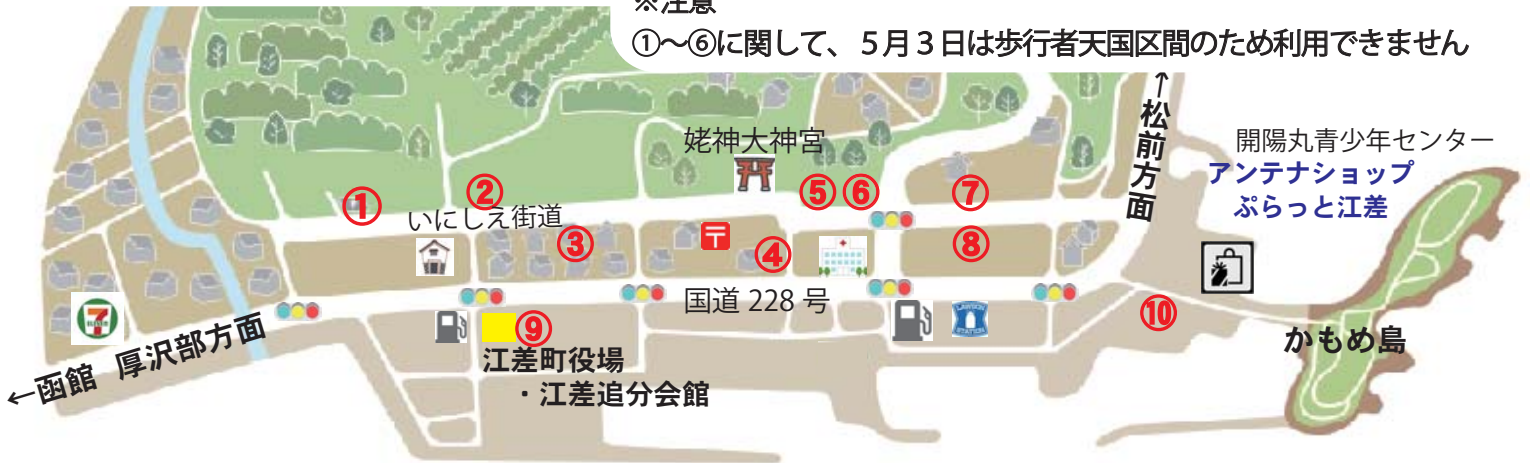 ※注意
①～⑥に関して、５月３日は歩行者天国区間のため利用できません
←松前方面
開陽丸青少年センター
アンテナショップ
ぷらっと江差
姥神大神宮
①
②
⑤
⑥
⑦
いにしえ街道
③
〒
④
⑧
国道 228 号
7
LAWSON
STATION
⑨
⑩
江差町役場
・江差追分会館
かもめ島
←函館 厚沢部方面